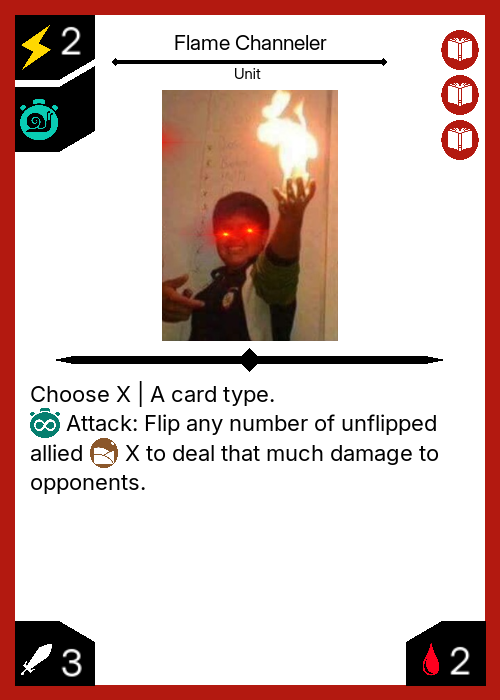 2
Flame Channeler
Unit
Choose X | A card type.
Attack: Flip any number of unflipped
allied X to deal that much damage to
opponents.
3
2